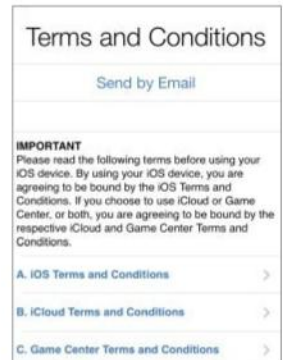 Terms and Conditions
Send by Email
IMPORTANT
Please read the following terms before using your
iOS device. By using your iOS device, you are
agreeing to be bound by the iOS Terms and
Conditions. If you choose to use iCloud or Game
Center, or both, you are agreeing to be bound by the
respective iCloud and Game Center Terms and
Conditions.
A. iOS Terms and Conditions
B. iCloud Terms and Conditions
C. Game Center Terms and Conditions